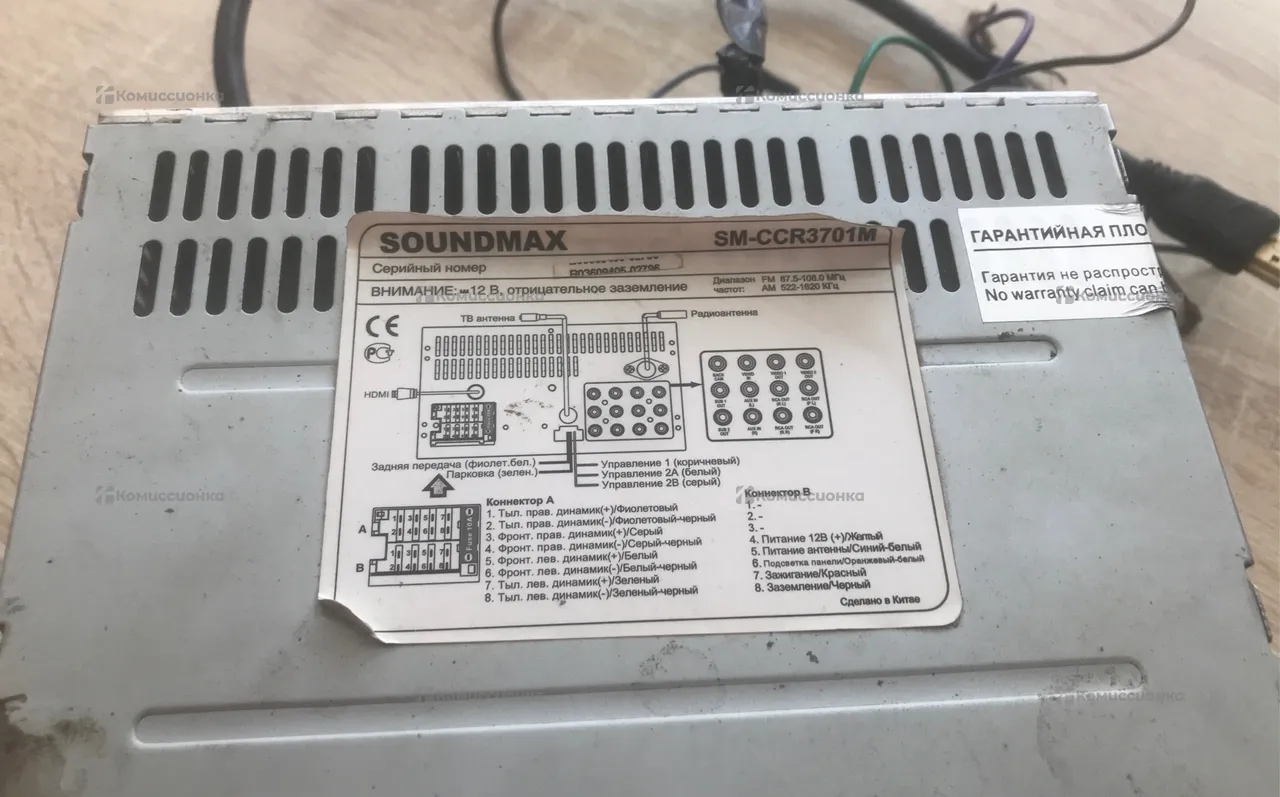 Комиссионка
Комиссионка
SOUNDMAX
SM-CCR3701M
Серийный номер
Диапазон FM 87.5-108.0 МГц
частот: AM 522-1620 КГц
ВНИМАНИЕ: 12 В, отрицательное заземление
ГАРАНТИЙНАЯ ПЛО
Гарантия не распростр
No warranty claim can
Комиссионка
Комиссионка
CE
ТВ антенна
Радиоантенна
HDMI
Задняя передача (фиолет.бел.)
Парковка (зелен.)
Управление 1 (коричневый)
Управление 2А (белый)
Управление 2В (серый)
Комиссионка
Комиссионка
Комиссионка
A
B
Fuse 10A
Коннектор А
1. Тыл. прав. динамик(+)/Фиолетовый
2. Тыл. прав. динамик(-)/Фиолетовый-черный
3. Фронт. прав. динамик(+)/Серый
4. Фронт. прав. динамик(-)/Серый-черный
5. Фронт. лев. динамик(+)/Белый
6. Фронт. лев. динамик(-)/Белый-черный
7. Тыл. лев. динамик(+)/Зеленый
8. Тыл. лев. динамик(-)/Зеленый-черный
Коннектор В
1. -
2. -
3. -
4. Питание 12В (+)/Желтый
5. Питание антенны/Синий-белый
6. Подсветка панели/Оранжевый-белый
7. Зажигание/Красный
8. Заземление/Черный
Сделано в Китае
Комиссионка
Комиссионка